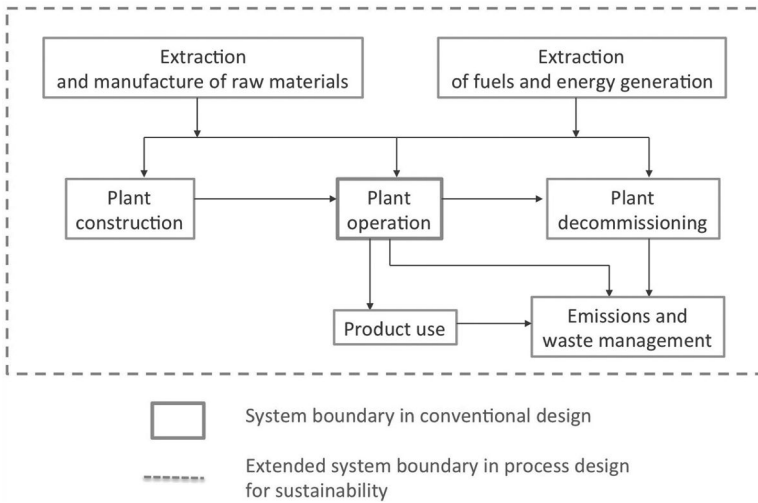 Extraction
and manufacture of raw materials
Extraction
of fuels and energy generation
Plant
construction
Plant
operation
Plant
decommissioning
Product use
Emissions and
waste management
System boundary in conventional design
Extended system boundary in process design
for sustainability